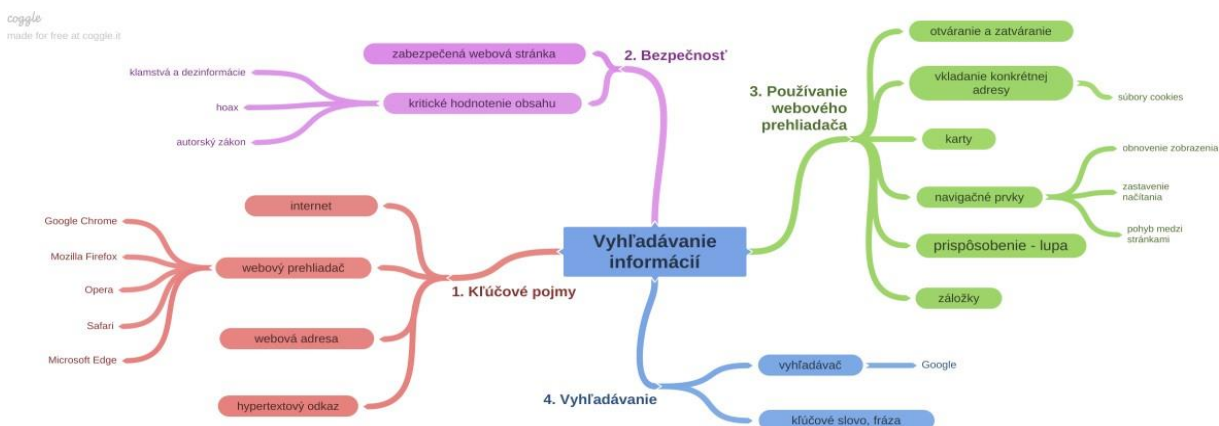 coggle
made for free at coggle.it
zabezpečená webová stránka
2. Bezpečnosť
klamstvá a dezinformácie
kritické hodnotenie obsahu
hoax
autorský zákon
otváranie a zatváranie
3. Používanie
webového
prehliadača
vkladanie konkrétnej
adresy
súbory cookies
karty
obnovenie zobrazenia
navigačné prvky
zastavenie
načítania
pohyb medzi
stránkami
prispôsobenie - lupa
záložky
Vyhľadávanie
informácií
internet
Google Chrome
Mozilla Firefox
webový prehliadač
Opera
1. Kľúčové pojmy
Safari
webová adresa
Microsoft Edge
hypertextový odkaz
vyhľadávač
Google
4. Vyhľadávanie
kľúčové slovo, fráza